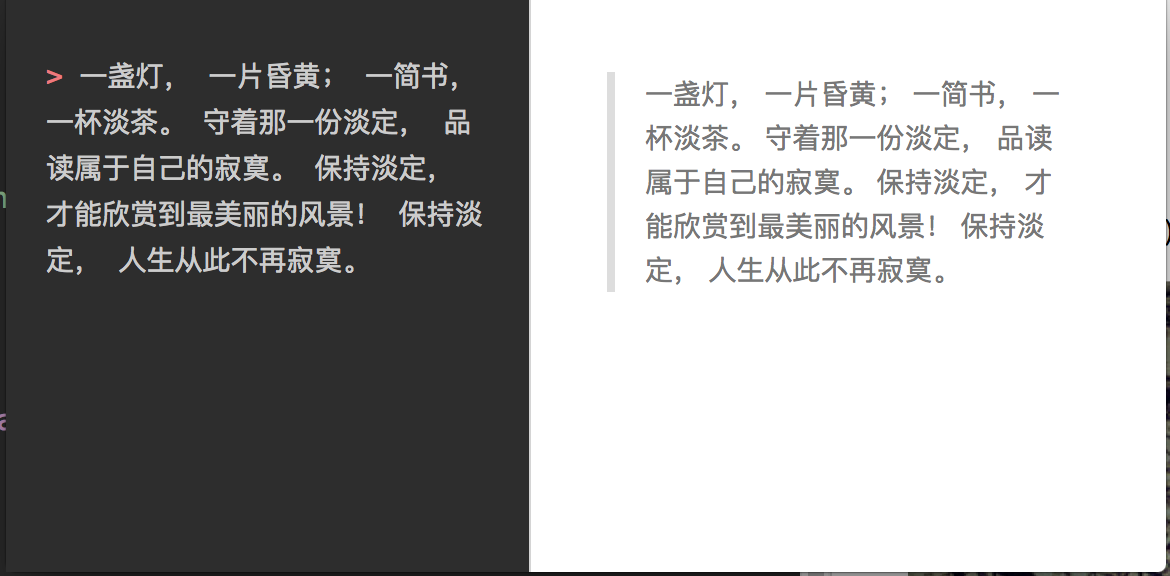 > 一盏灯， 一片昏黄； 一简书，
一杯淡茶。 守着那一份淡定， 品
读属于自己的寂寞。 保持淡定，
才能欣赏到最美丽的风景！ 保持淡
定， 人生从此不再寂寞。
一盏灯， 一片昏黄； 一简书， 一
杯淡茶。 守着那一份淡定， 品读
属于自己的寂寞。 保持淡定， 才
能欣赏到最美丽的风景！ 保持淡
定， 人生从此不再寂寞。